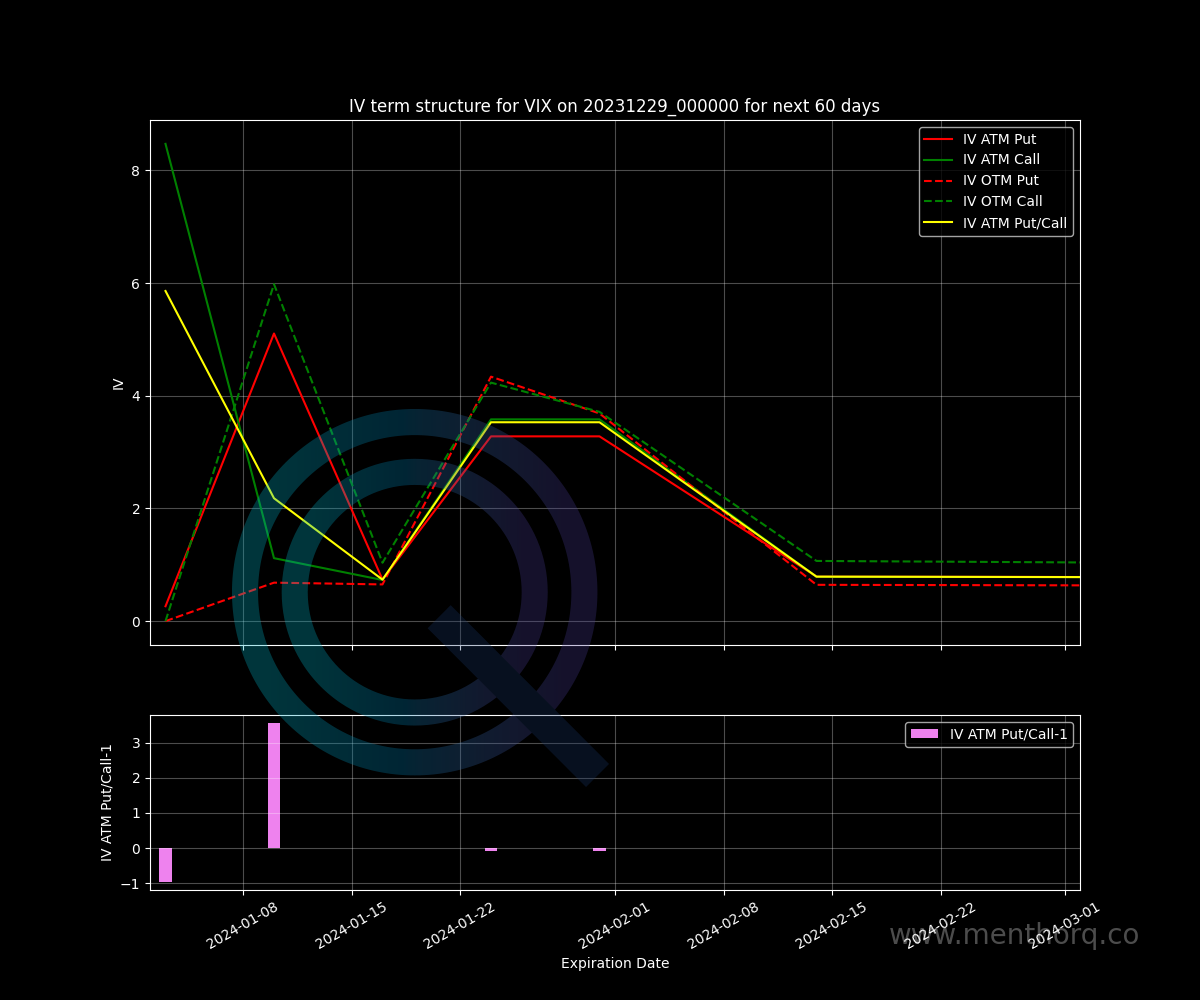 IV term structure for VIX on 20231229_000000 for next 60 days
IV
8
6
4
2
0
IV ATM Put
IV ATM Call
IV OTM Put
IV OTM Call
IV ATM Put/Call
IV ATM Put/Call-1
3
2
1
0
−1
IV ATM Put/Call-1
2024-01-08
2024-01-15
2024-01-22
2024-02-01
2024-02-08
2024-02-15
2024-02-22
2024-03-01
www.menthorq.co
Expiration Date